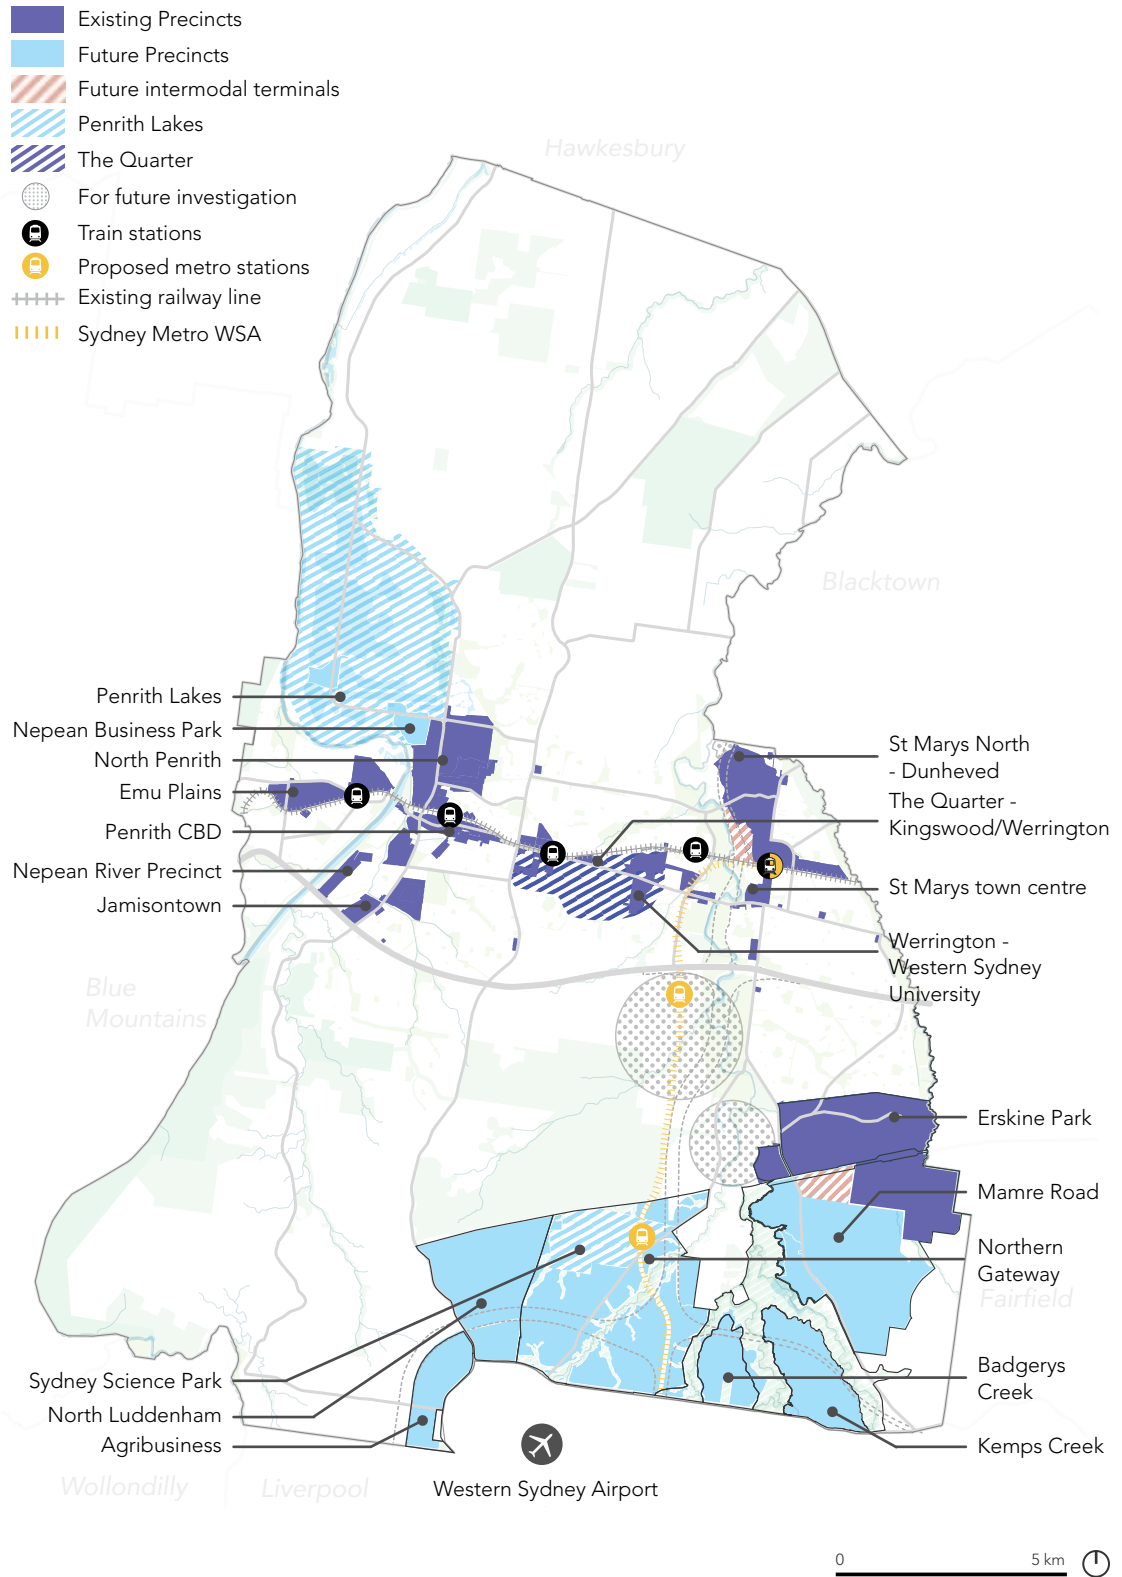 Existing Precincts
Future Precincts
Future intermodal terminals
Penrith Lakes
The Quarter
For future investigation
Train stations
Proposed metro stations
Existing railway line
Sydney Metro WSA
Hawkesbury
Blacktown
Penrith Lakes
Nepean Business Park
North Penrith
Emu Plains
Penrith CBD
Nepean River Precinct
Jamisontown
St Marys North
- Dunheved
The Quarter -
Kingswood/Werrington
St Marys town centre
Werrington -
Western Sydney
University
Blue
Mountains
Erskine Park
Mamre Road
Northern
Gateway
Fairfield
Badgerys
Creek
Kemps Creek
Sydney Science Park
North Luddenham
Agribusiness
Wollondilly
Liverpool
Western Sydney Airport
0
5 km